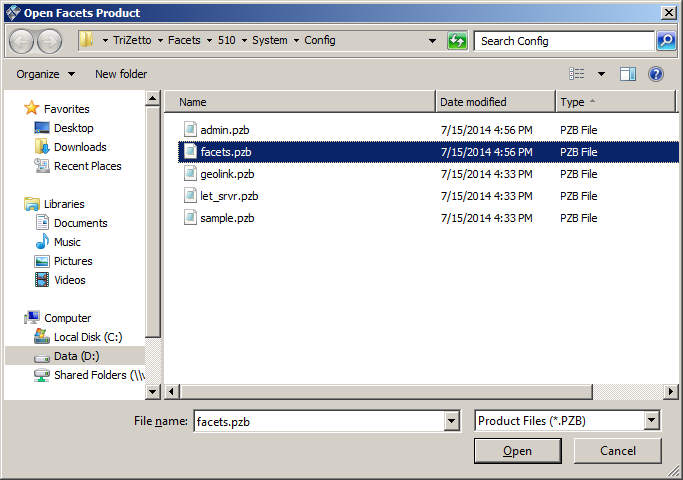 Open Facets Product
TriZetto Facets 510 System Config
Search Config
Organize New folder
Name Date modified Type
Favorites
Desktop
Downloads
Recent Places
Libraries
Documents
Music
Pictures
Videos
Computer
Local Disk (C:)
Data (D:)
Shared Folders (\\
admin.pzb 7/15/2014 4:56 PM PZB File
facets.pzb 7/15/2014 4:56 PM PZB File
geolink.pzb 7/15/2014 4:33 PM PZB File
let_srvr.pzb 7/15/2014 4:33 PM PZB File
sample.pzb 7/15/2014 4:33 PM PZB File
File name: facets.pzb Product Files (*.PZB)
Open Cancel